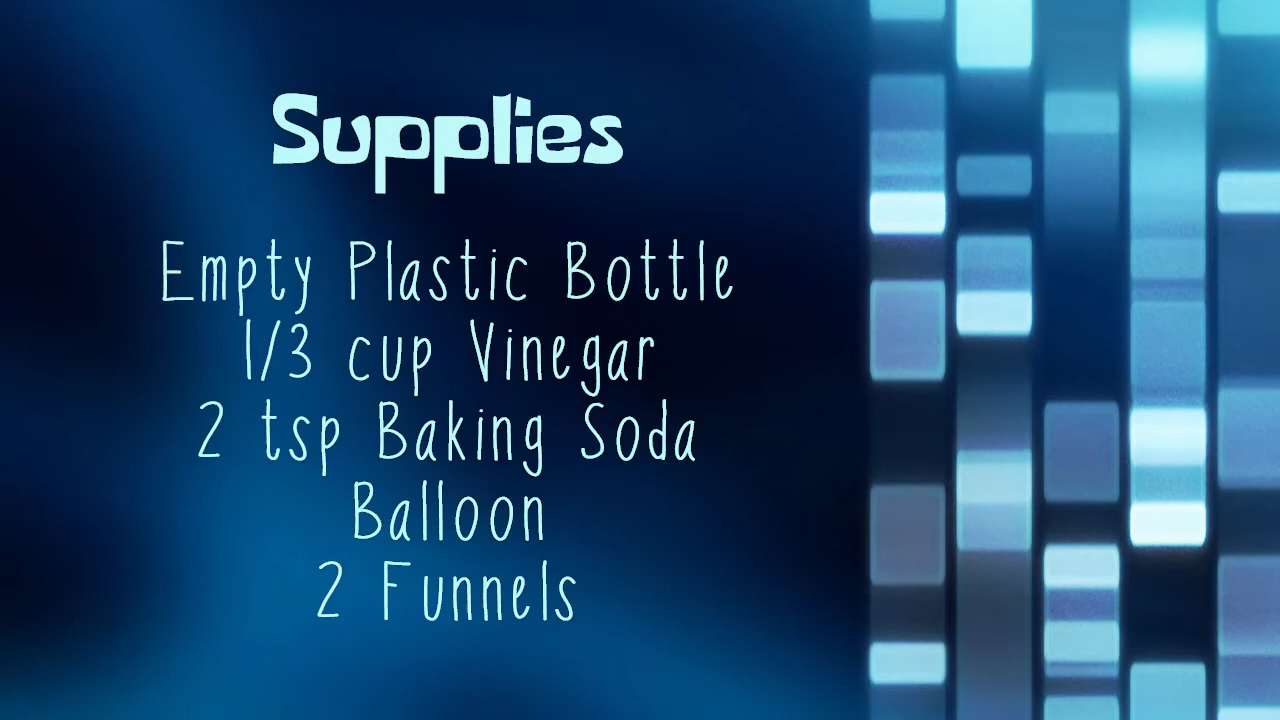 Supplies
Empty Plastic Bottle
1/3 cup Vinegar
2 tsp Baking Soda
Balloon
2 Funnels